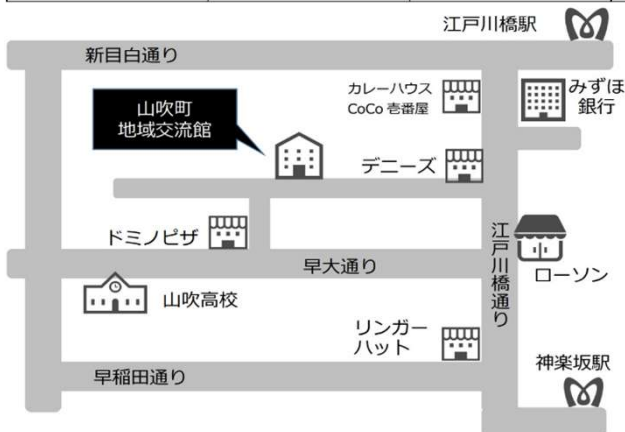 江戸川橋駅
新目白通り
カレーハウス
CoCo 壱番屋
みずほ
銀行
山吹町
地域交流館
デニーズ
ドミノピザ
江戸川橋通り
早大通り
ローソン
山吹高校
リンガー
ハット
神楽坂駅
早稲田通り